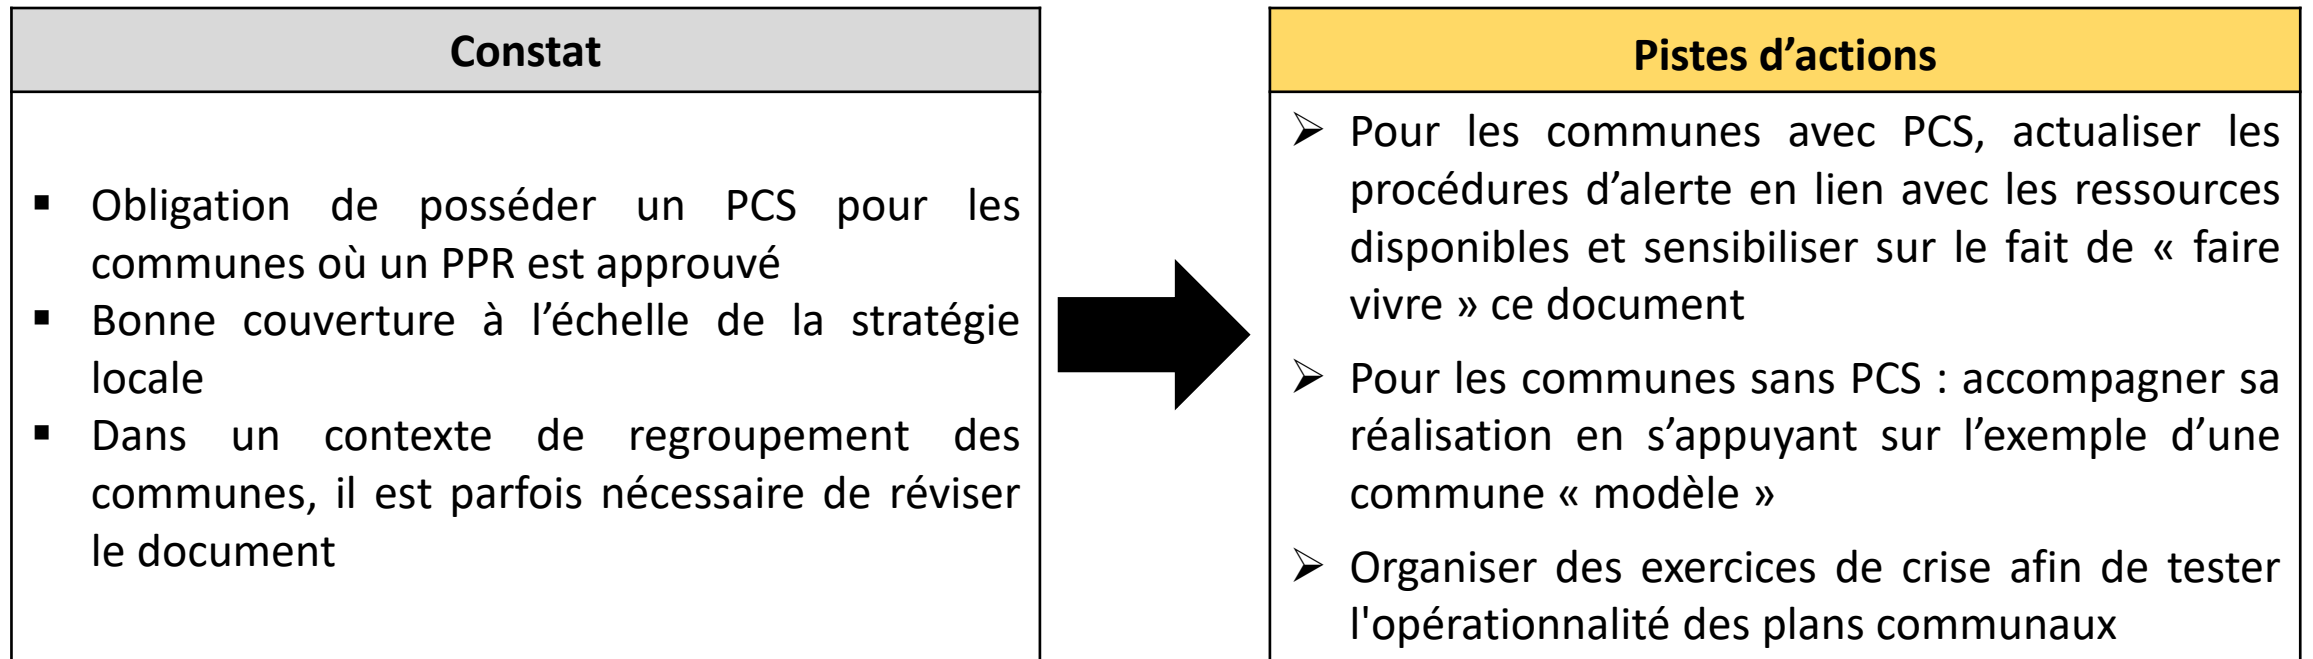 Constat
▪ Obligation de posséder un PCS pour les
communes où un PPR est approuvé
▪ Bonne couverture à l’échelle de la stratégie
locale
▪ Dans un contexte de regroupement des
communes, il est parfois nécessaire de réviser
le document
Pistes d’actions
➢ Pour les communes avec PCS, actualiser les
procédures d’alerte en lien avec les ressources
disponibles et sensibiliser sur le fait de « faire
vivre » ce document
➢ Pour les communes sans PCS : accompagner sa
réalisation en s’appuyant sur l’exemple d’une
commune « modèle »
➢ Organiser des exercices de crise afin de tester
l'opérationnalité des plans communaux